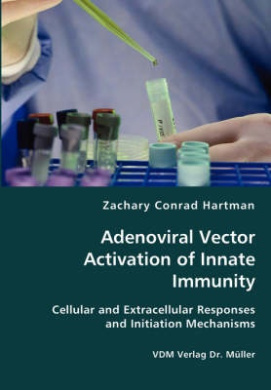 Zachary Conrad Hartman
Adenoviral Vector
Activation of Innate
Immunity
Cellular and Extracellular Responses
and Initiation Mechanisms
VDM Verlag Dr. Müller